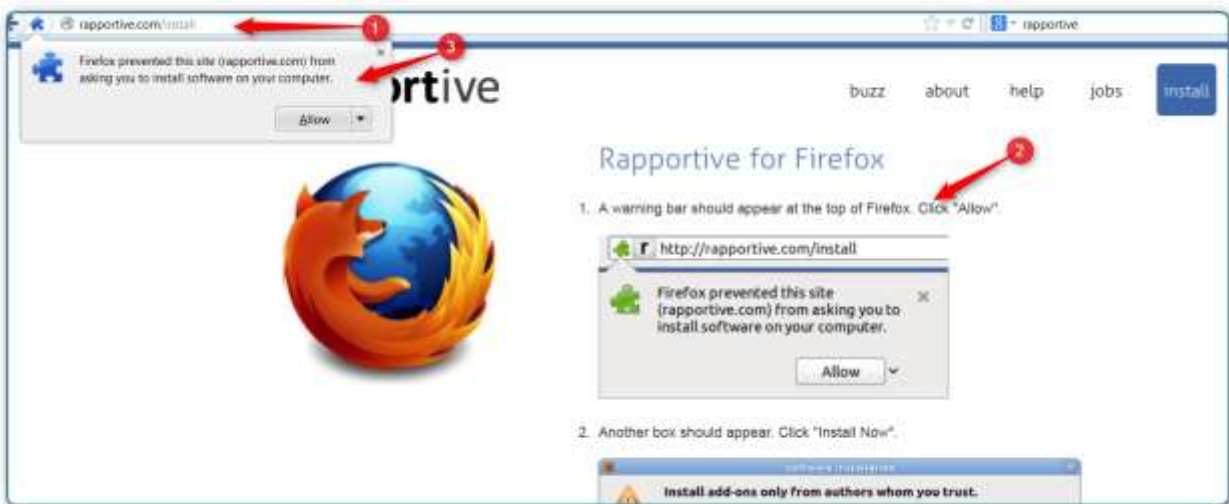 rapportive.com/install
rapportive
1
3
Firefox prevented this site (rapportive.com) from
asking you to install software on your computer.
Allow
ortive
buzz about help jobs install
Rapportive for Firefox
2
1. A warning bar should appear at the top of Firefox. Click "Allow".
r http://rapportive.com/install
Firefox prevented this site
(rapportive.com) from asking you to
install software on your computer.
Allow
2. Another box should appear. Click "Install Now".
Install add-ons only from authors whom you trust.